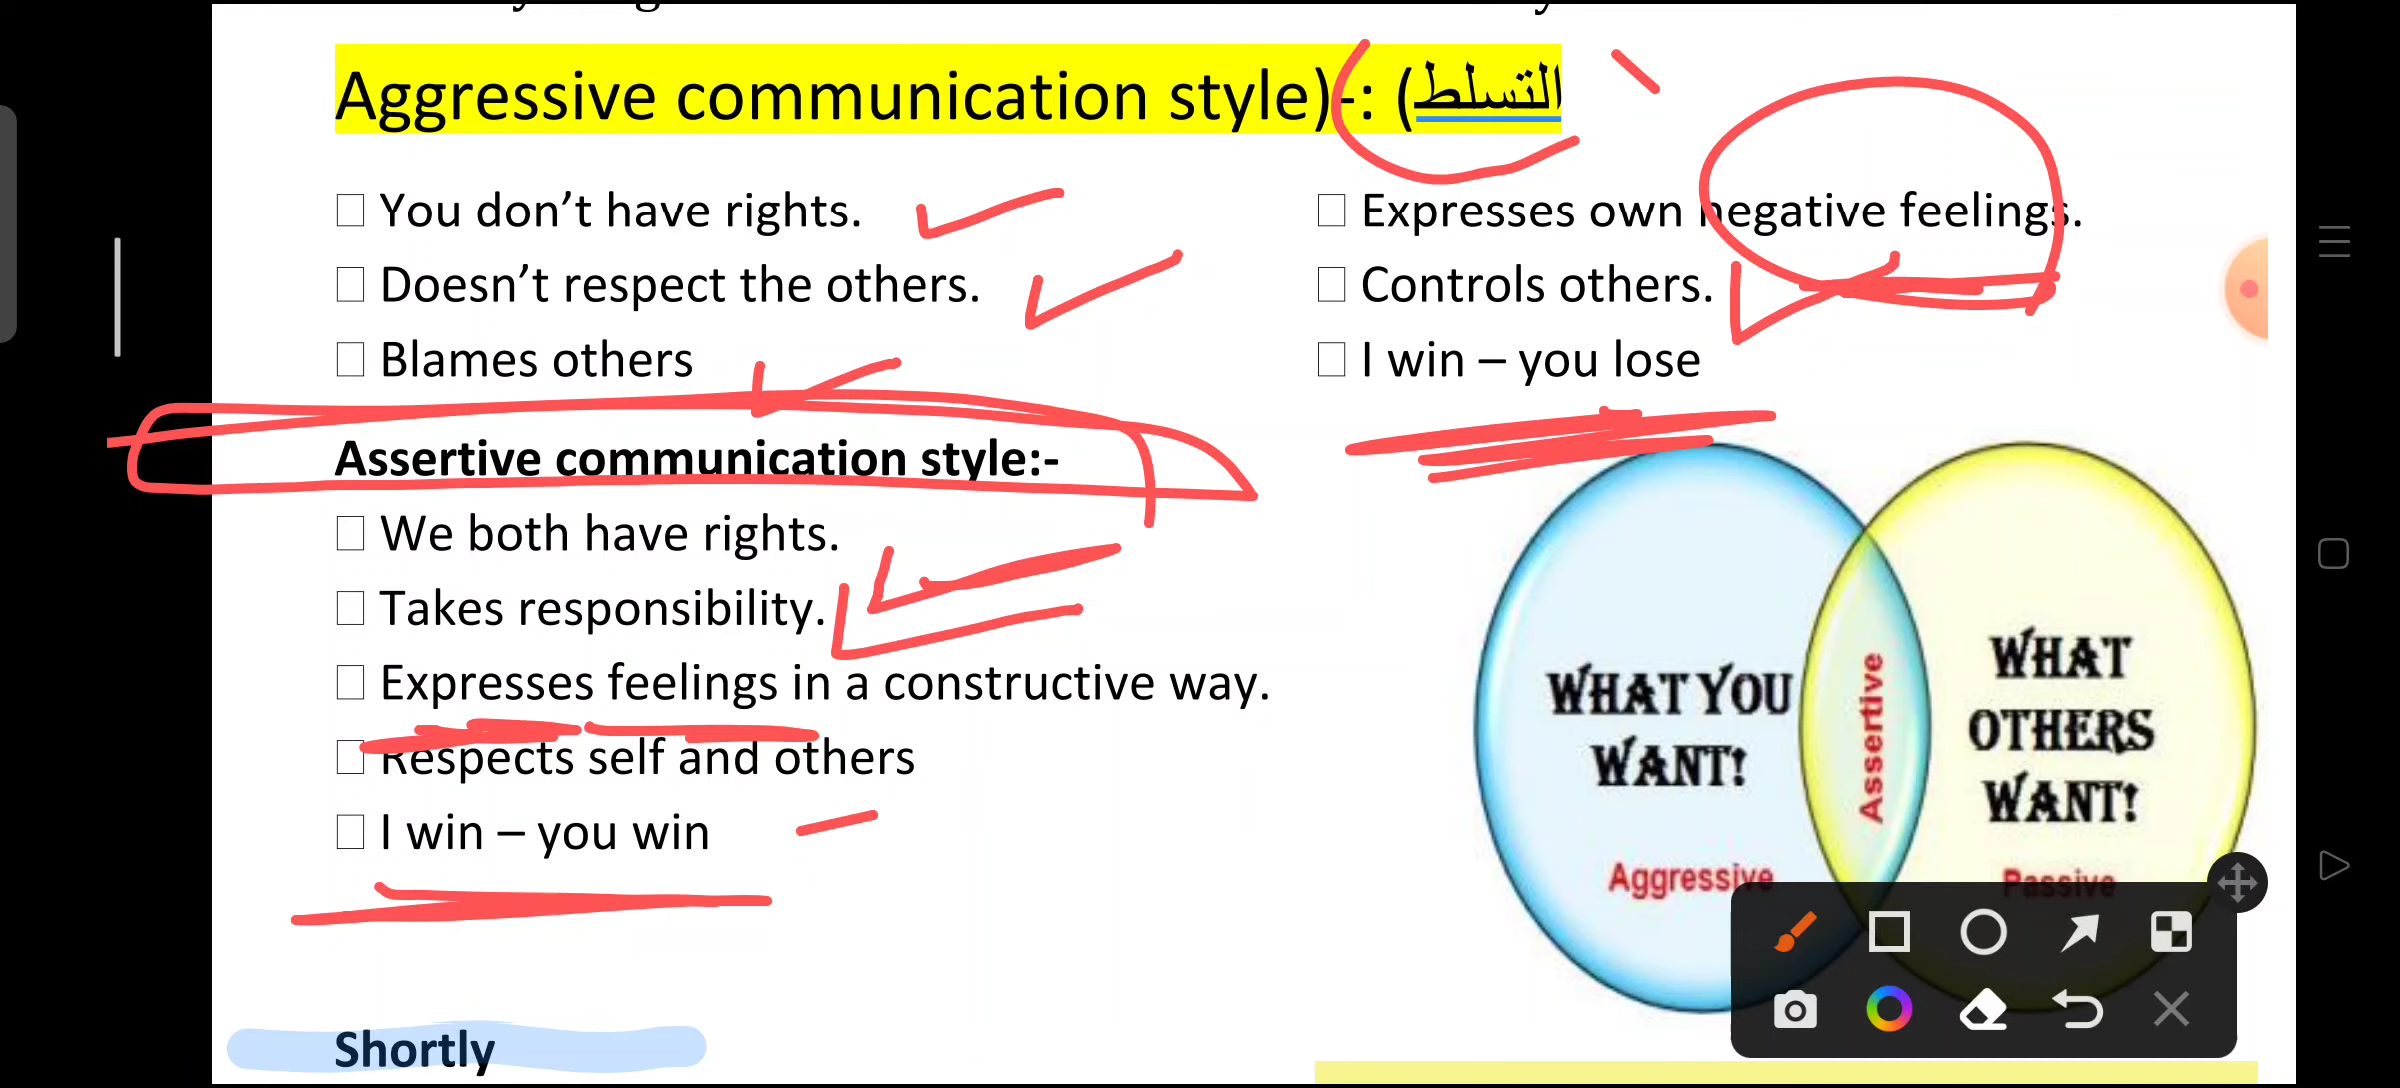 Aggressive communication style)-: (التسلط
□ You don’t have rights.
□ Doesn’t respect the others.
□ Blames others
□ Expresses own negative feelings.
□ Controls others.
□ I win – you lose
Assertive communication style:-
□ We both have rights.
□ Takes responsibility.
□ Expresses feelings in a constructive way.
□ Respects self and others
□ I win – you win
WHAT YOU
WANT!
Aggressive
Assertive
WHAT
OTHERS
WANT!
Passive
Shortly